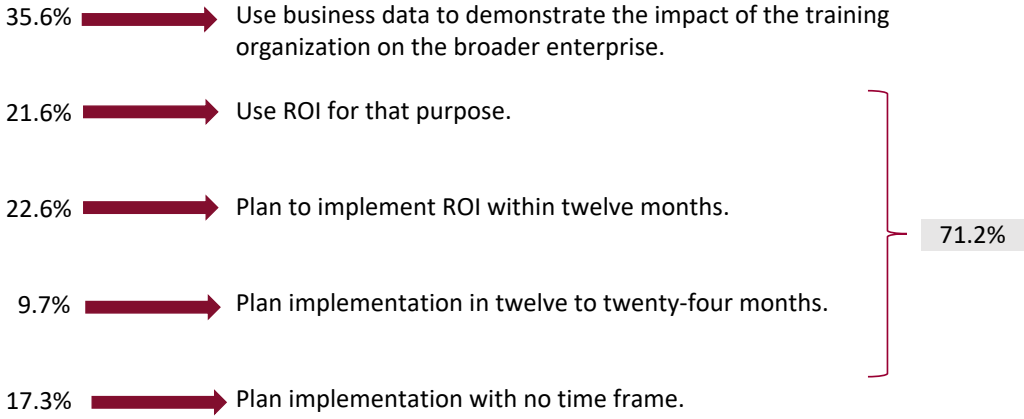 35.6% Use business data to demonstrate the impact of the training
organization on the broader enterprise.
21.6% Use ROI for that purpose.
22.6% Plan to implement ROI within twelve months.
71.2%
9.7% Plan implementation in twelve to twenty-four months.
17.3% Plan implementation with no time frame.